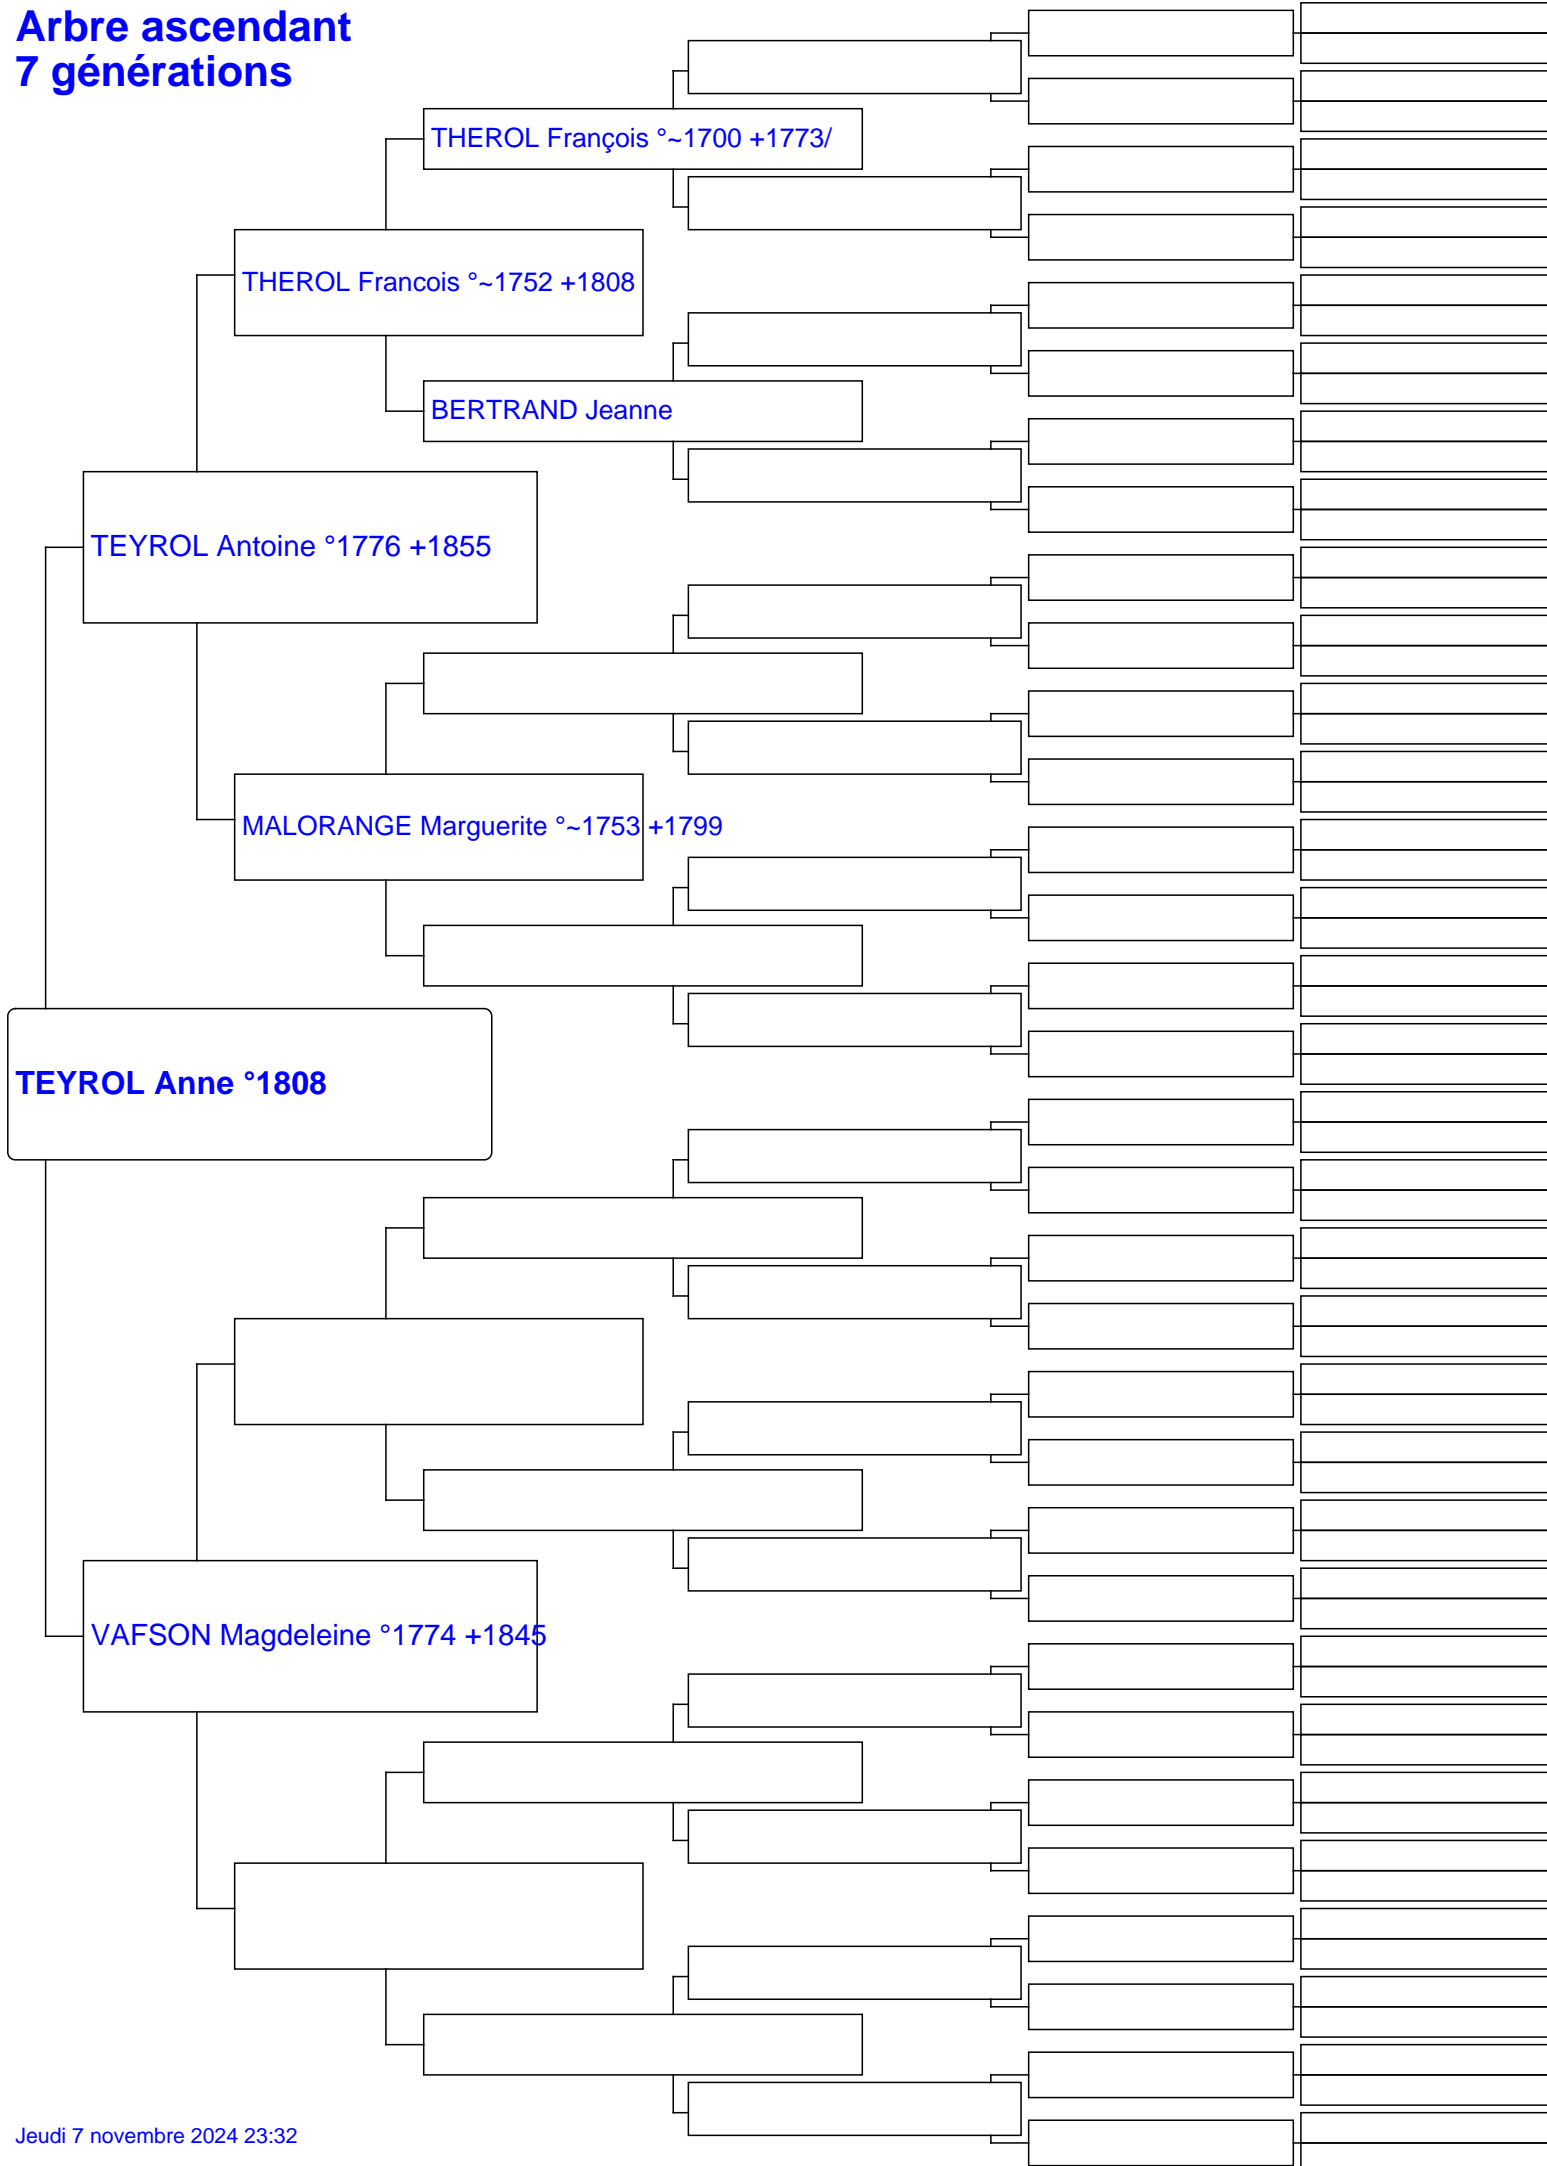 Arbre ascendant
7 générations
THEROL François °~1700 +1773/
THEROL Francois °~1752 +1808
BERTRAND Jeanne
TEYROL Antoine °1776 +1855
MALORANGE Marguerite °~1753 +1799
TEYROL Anne °1808
VAFSON Magdeleine °1774 +1845
Jeudi 7 novembre 2024 23:32